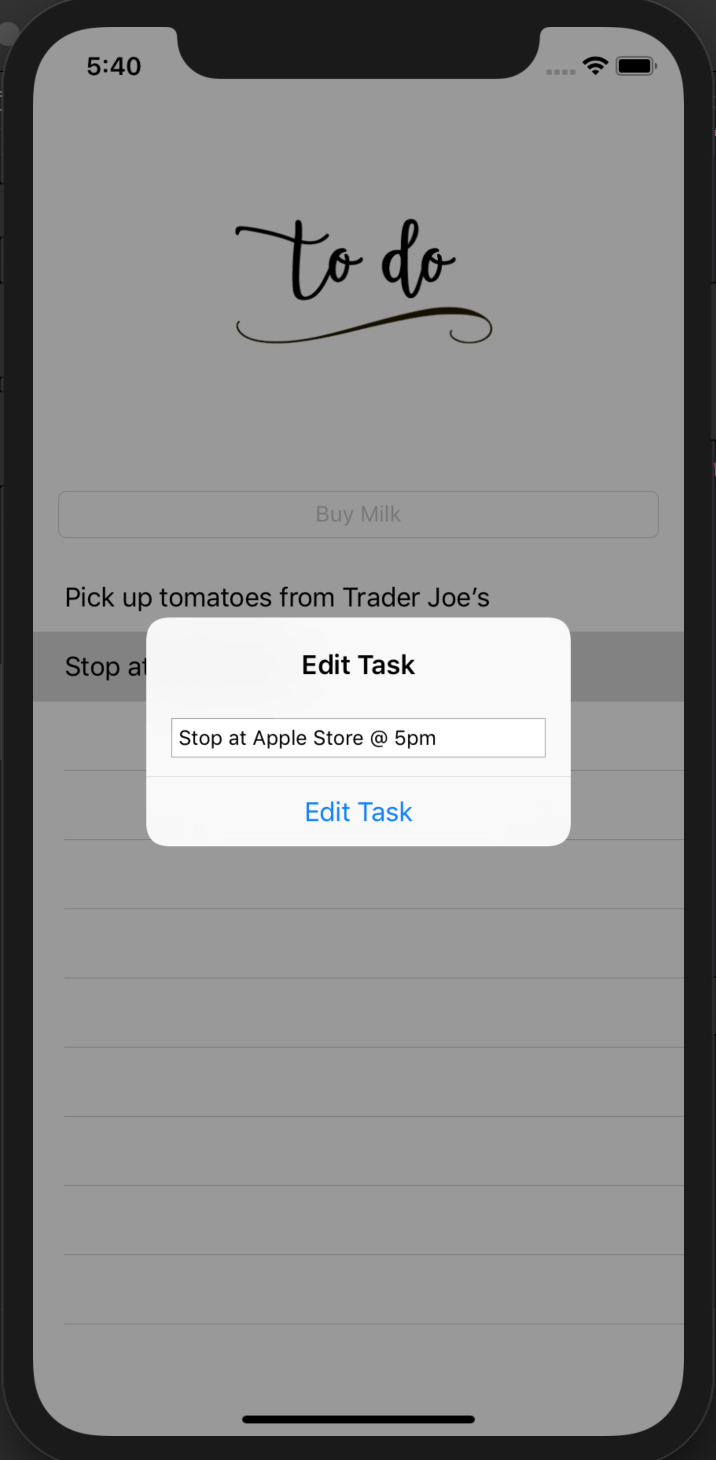 5:40
to do
Buy Milk
Pick up tomatoes from Trader Joe’s
Stop at
Edit Task
Stop at Apple Store @ 5pm
Edit Task